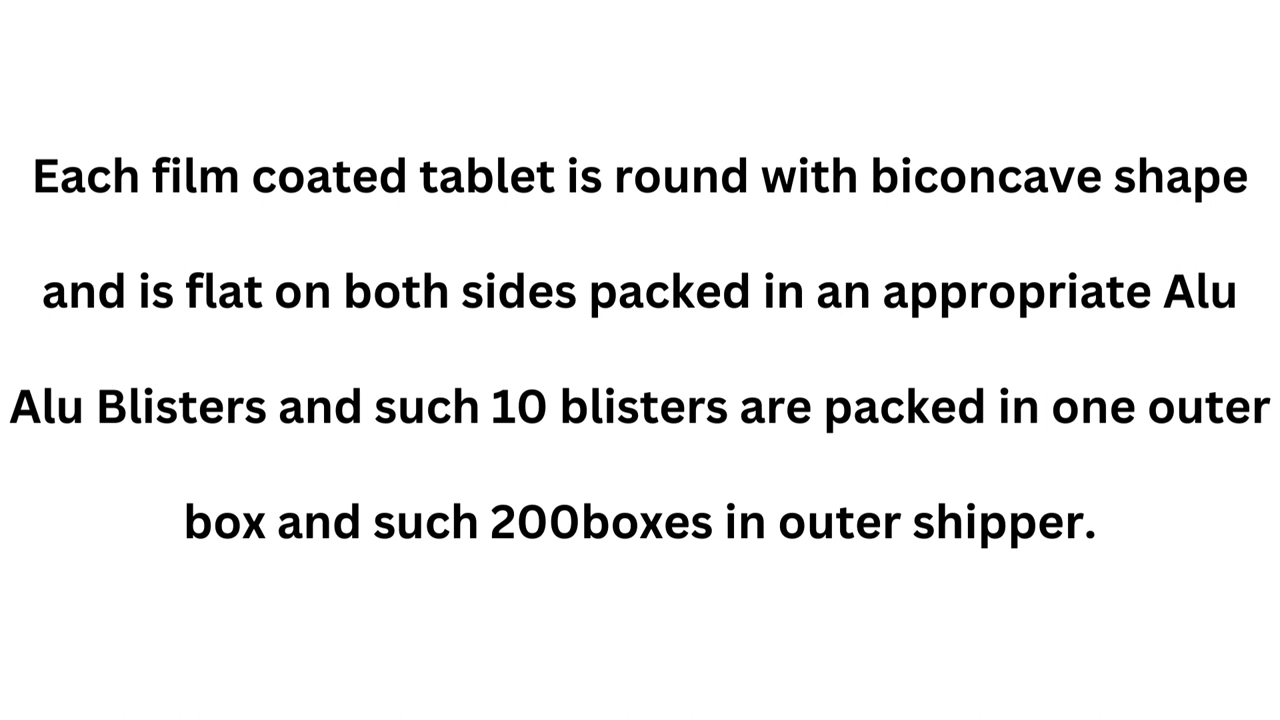 Each film coated tablet is round with biconcave shape
and is flat on both sides packed in an appropriate Alu
Alu Blisters and such 10 blisters are packed in one outer
box and such 200boxes in outer shipper.